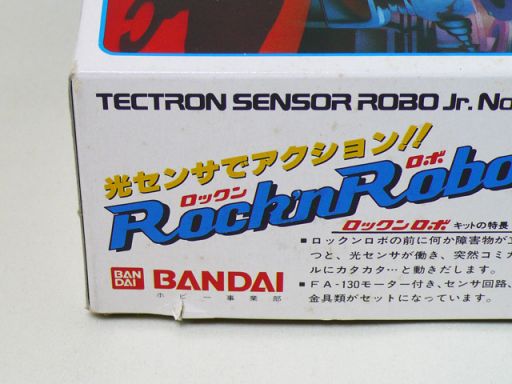 TECTRON SENSOR ROBO Jr. No
光センサでアクション!!
ロックン ロボ
Rock'n Robo
ロックンロボ キットの特長
■ロックンロボの前に何か障害物が立
つと、光センサが働き、突然コミカ
ルにカタカタ…と動きだします。
■FA-130モーター付き、センサ回路、
金具類がセットになっています。
BAN
DAI
BANDAI
ホビー事業部